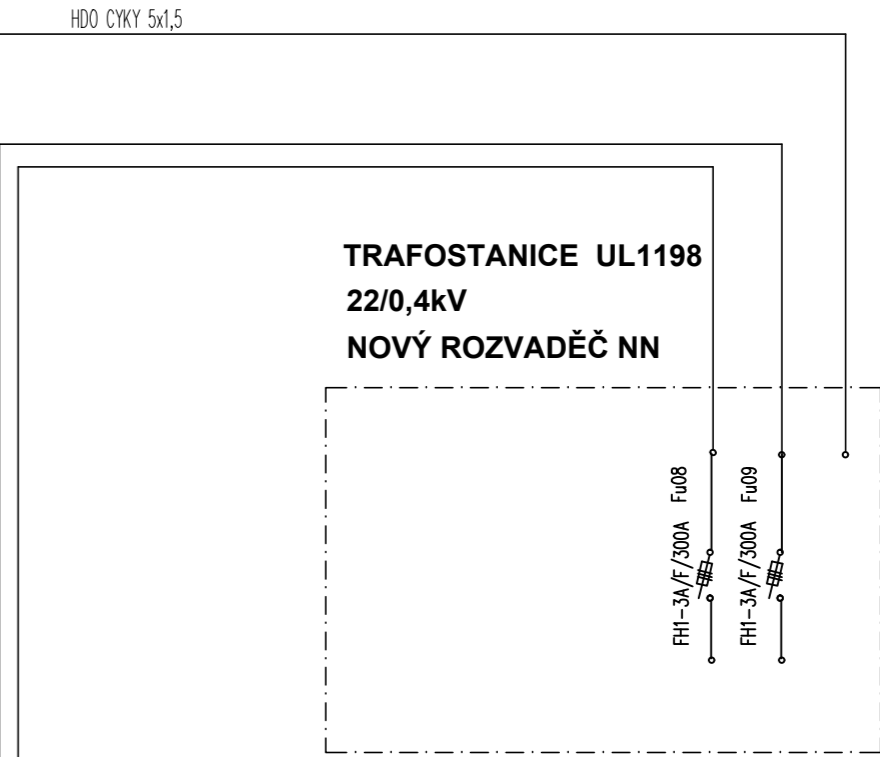 HDO CYKY 5x1,5
TRAFOSTANICE UL1198
22/0,4kV
NOVÝ ROZVADĚČ NN
FH1-3A/F/300A Fu08
FH1-3A/F/300A Fu09